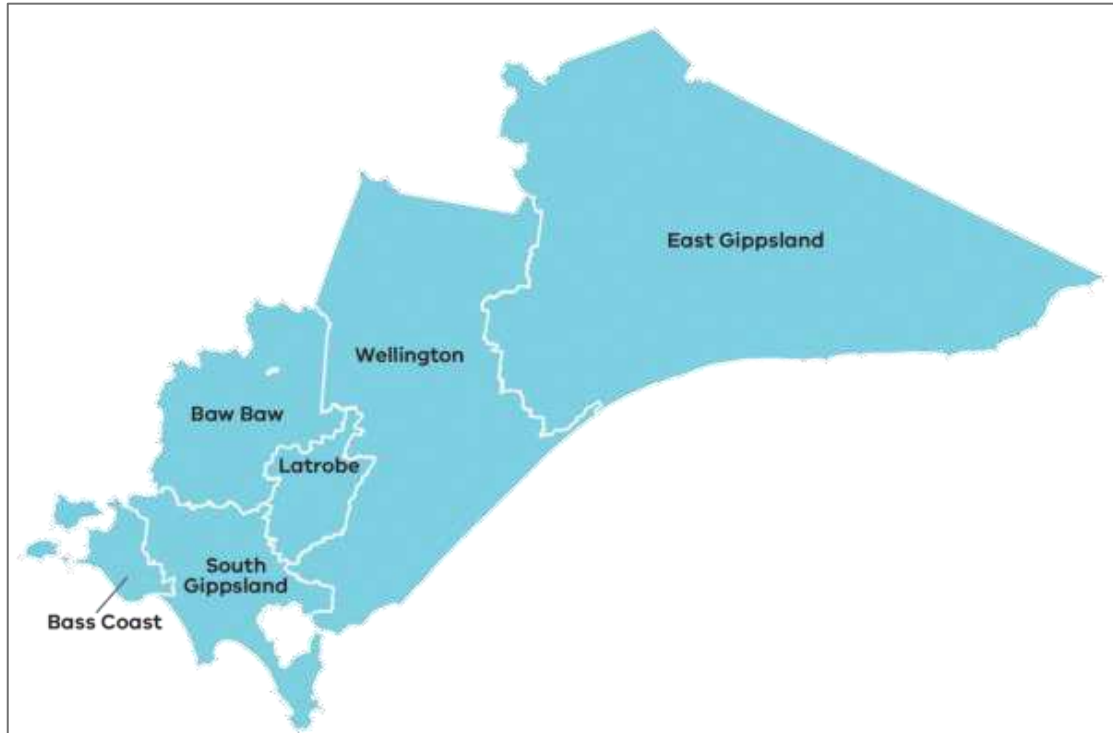 East Gippsland
Wellington
Baw Baw
Latrobe
South
Gippsland
Bass Coast